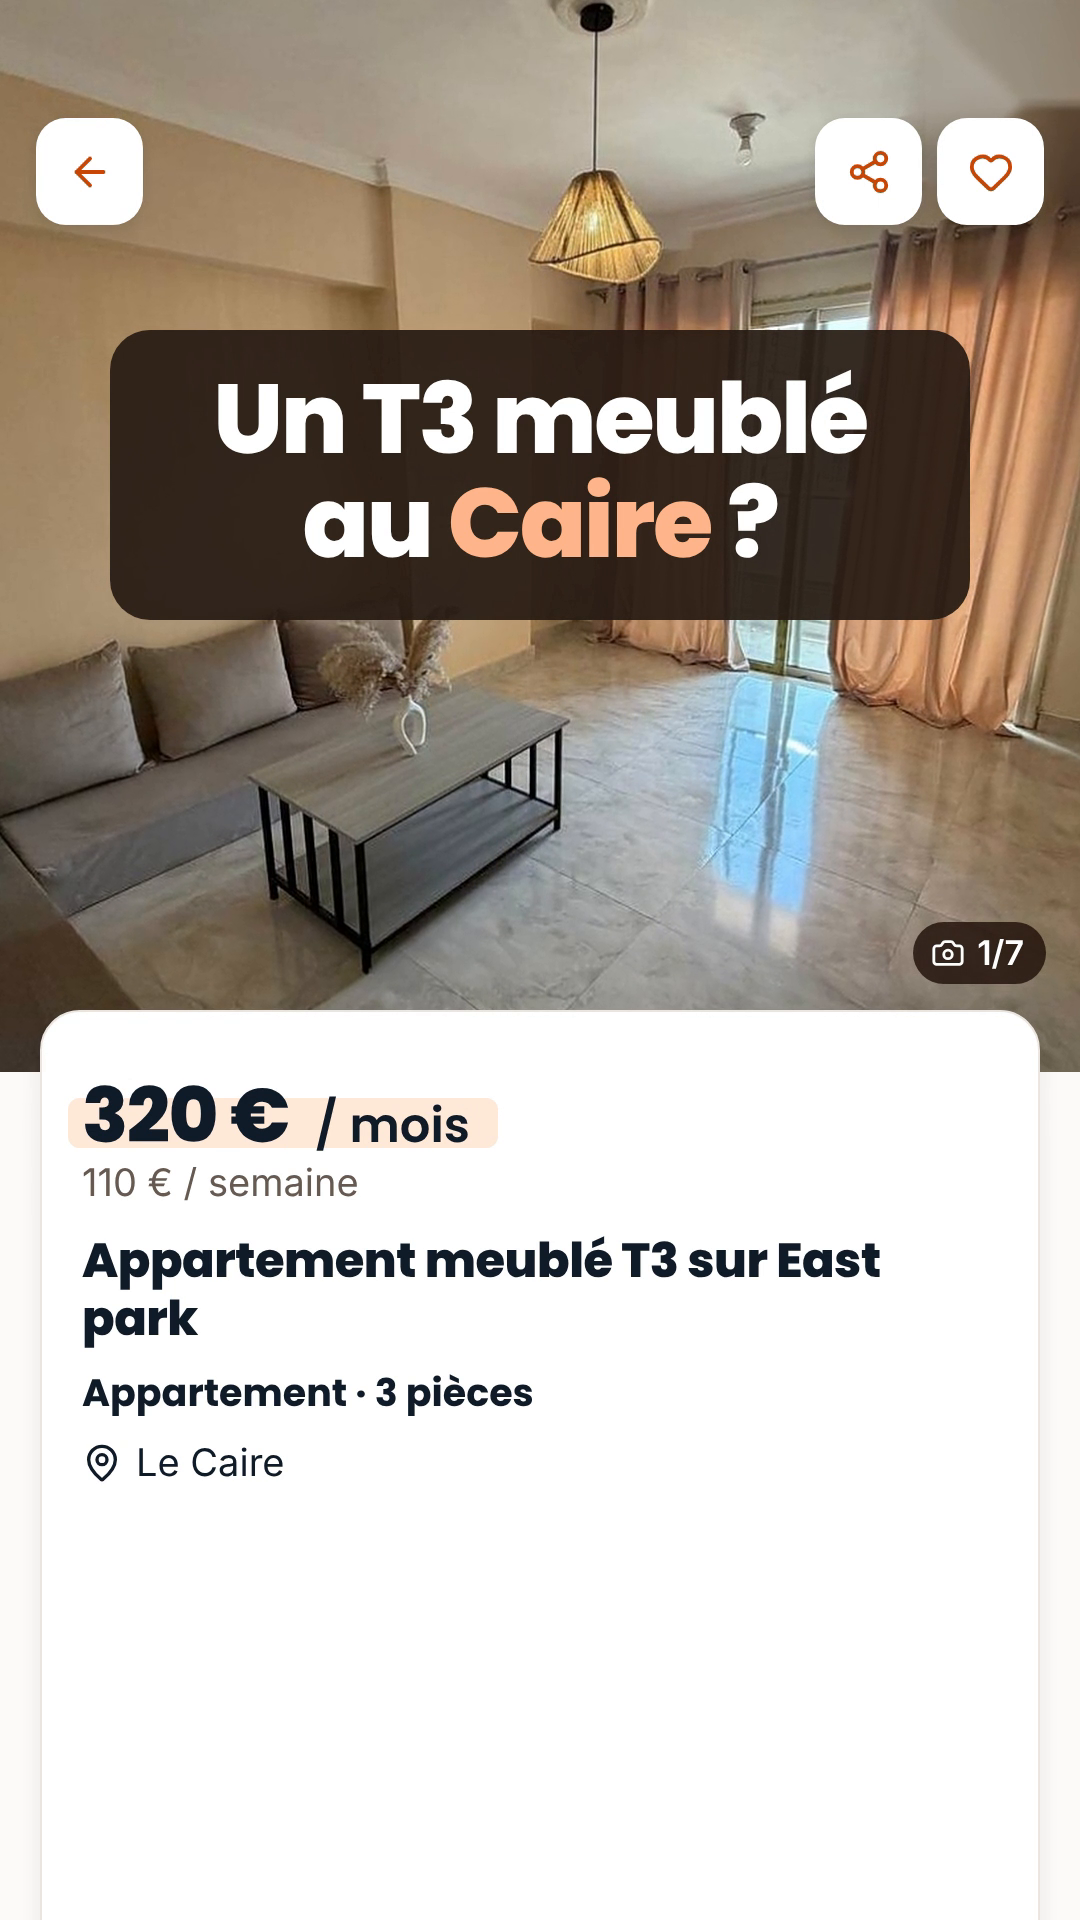 Un T3 meublé
au Caire ?
1/7
320 € / mois
110 € / semaine
Appartement meublé T3 sur East
park
Appartement · 3 pièces
Le Caire